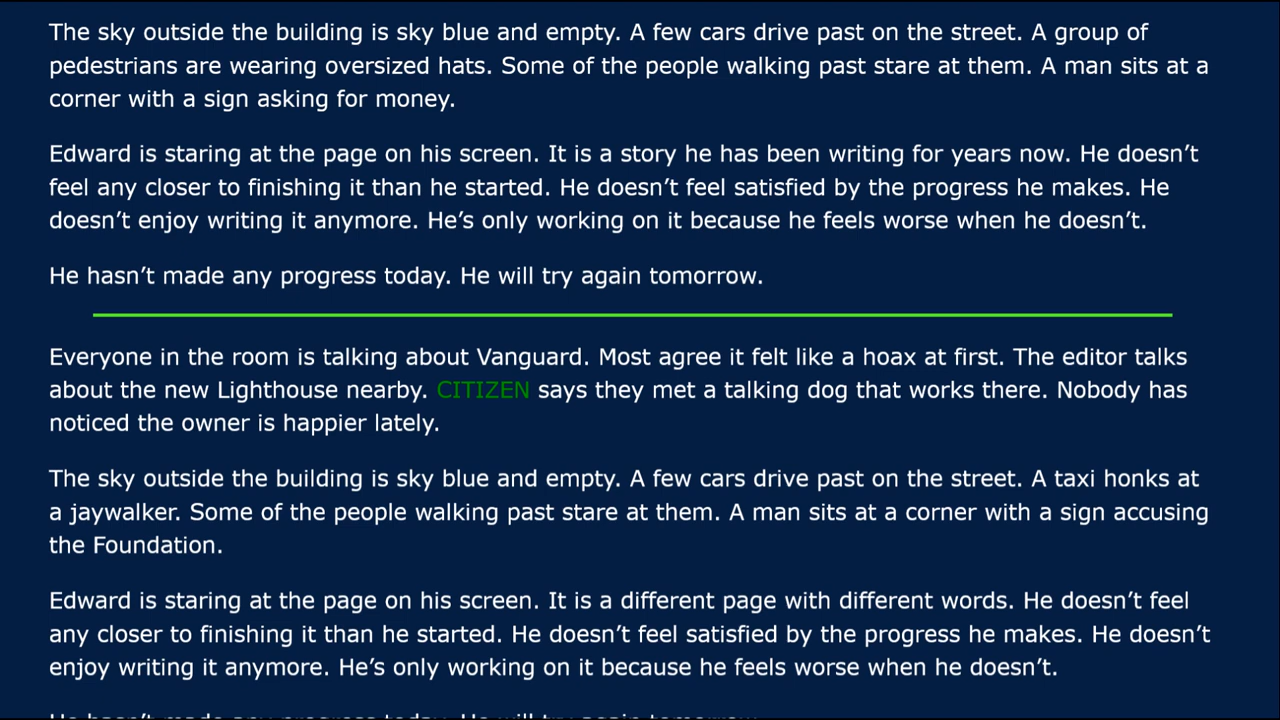 The sky outside the building is sky blue and empty. A few cars drive past on the street. A group of
pedestrians are wearing oversized hats. Some of the people walking past stare at them. A man sits at a
corner with a sign asking for money.
Edward is staring at the page on his screen. It is a story he has been writing for years now. He doesn’t
feel any closer to finishing it than he started. He doesn’t feel satisfied by the progress he makes. He
doesn’t enjoy writing it anymore. He’s only working on it because he feels worse when he doesn’t.
He hasn’t made any progress today. He will try again tomorrow.
Everyone in the room is talking about Vanguard. Most agree it felt like a hoax at first. The editor talks
about the new Lighthouse nearby. CITIZEN says they met a talking dog that works there. Nobody has
noticed the owner is happier lately.
The sky outside the building is sky blue and empty. A few cars drive past on the street. A taxi honks at
a jaywalker. Some of the people walking past stare at them. A man sits at a corner with a sign accusing
the Foundation.
Edward is staring at the page on his screen. It is a different page with different words. He doesn’t feel
any closer to finishing it than he started. He doesn’t feel satisfied by the progress he makes. He doesn’t
enjoy writing it anymore. He’s only working on it because he feels worse when he doesn’t.
He hasn’t made any progress today. He will try again tomorrow.